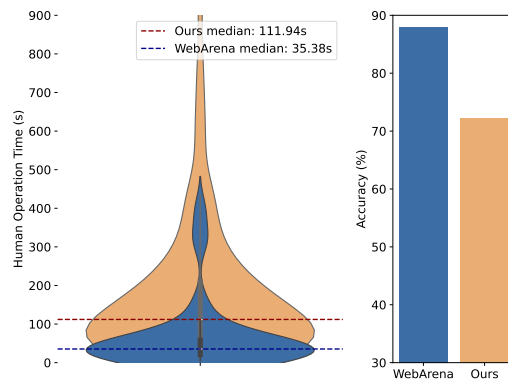 Ours median: 111.94s
WebArena median: 35.38s
Human Operation Time (s)
900
800
700
600
500
400
300
200
100
0
Accuracy (%)
90
80
70
60
50
40
30
WebArena
Ours